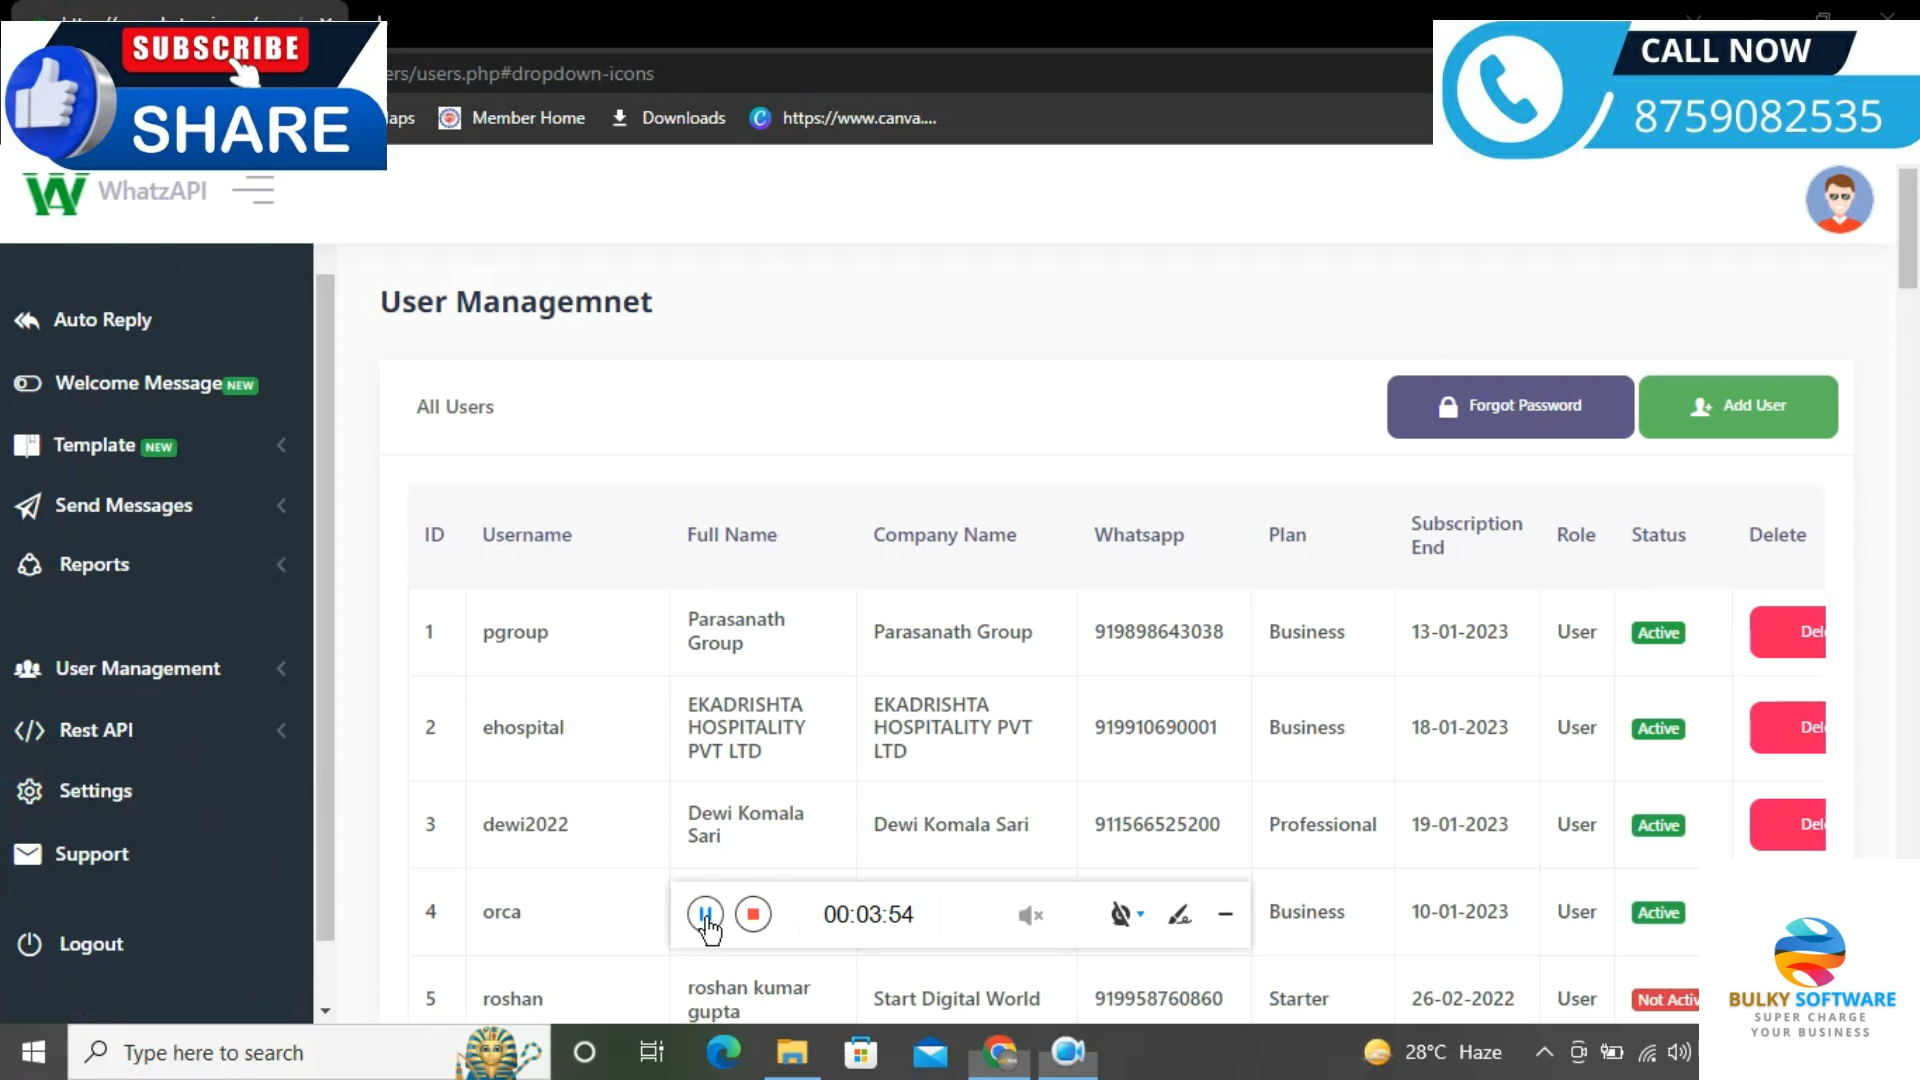 SUBSCRIBE
SHARE
CALL NOW
8759082535
ers/users.php#dropdown-icons
aps
Member Home
Downloads
https://www.canva....
WhatzAPI
Auto Reply
Welcome Message NEW
Template NEW
Send Messages
Reports
User Management
Rest API
Settings
Support
Logout
User Managemnet
All Users
Forgot Password
Add User
ID Username Full Name Company Name Whatsapp Plan Subscription End Role Status Delete
1 pgroup Parasanath Group Parasanath Group 919898643038 Business 13-01-2023 User Active Del
2 ehospital EKADRISHTA HOSPITALITY PVT LTD EKADRISHTA HOSPITALITY PVT LTD 919910690001 Business 18-01-2023 User Active Del
3 dewi2022 Dewi Komala Sari Dewi Komala Sari 911566525200 Professional 19-01-2023 User Active Del
4 orca Business 10-01-2023 User Active
00:03:54
5 roshan roshan kumar gupta Start Digital World 919958760860 Starter 26-02-2022 User Not Activ
BULKY SOFTWARE
SUPER CHARGE
YOUR BUSINESS
Type here to search
28°C Haze